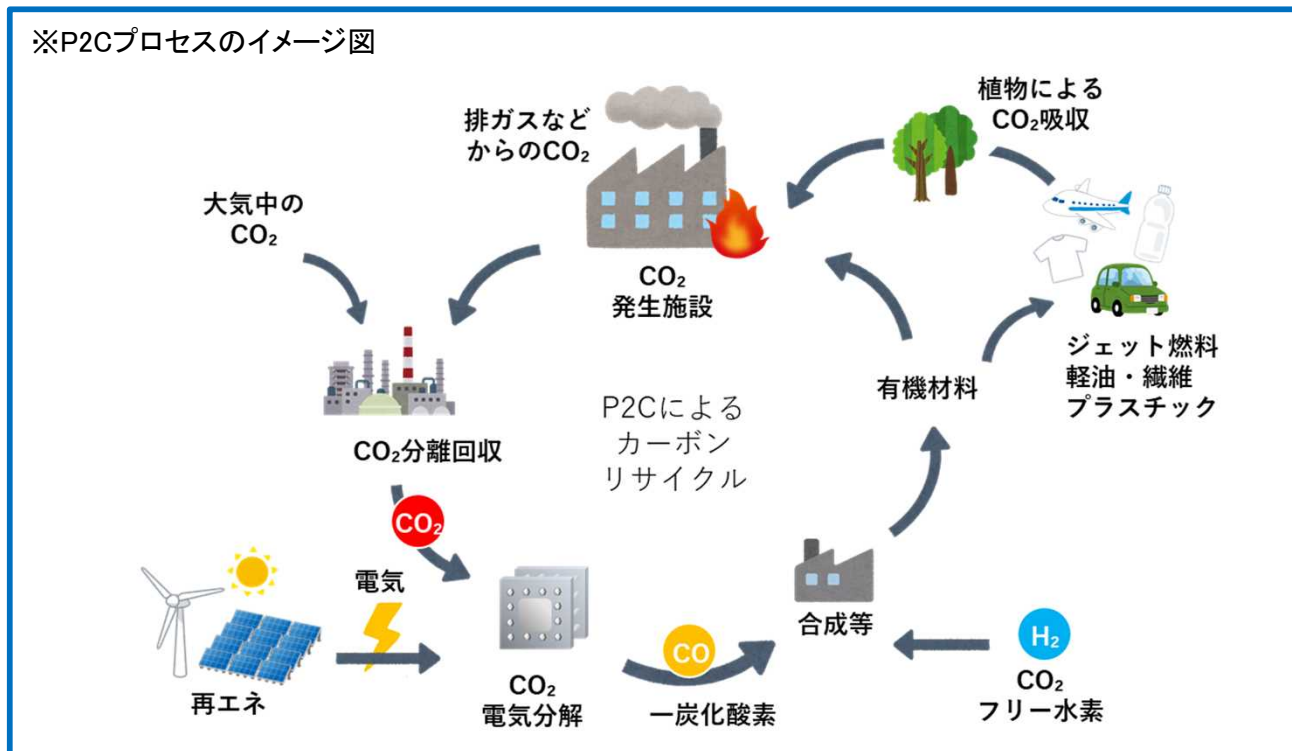 ※P2Cプロセスのイメージ図
排ガスなど
からのCO₂
植物による
CO₂吸収
大気中の
CO₂
CO₂
発生施設
ジェット燃料
軽油・繊維
プラスチック
有機材料
P2Cによる
カーボン
リサイクル
CO₂分離回収
CO₂
電気
再エネ
CO₂
電気分解
CO
一炭化酸素
合成等
H₂
CO₂
フリー水素